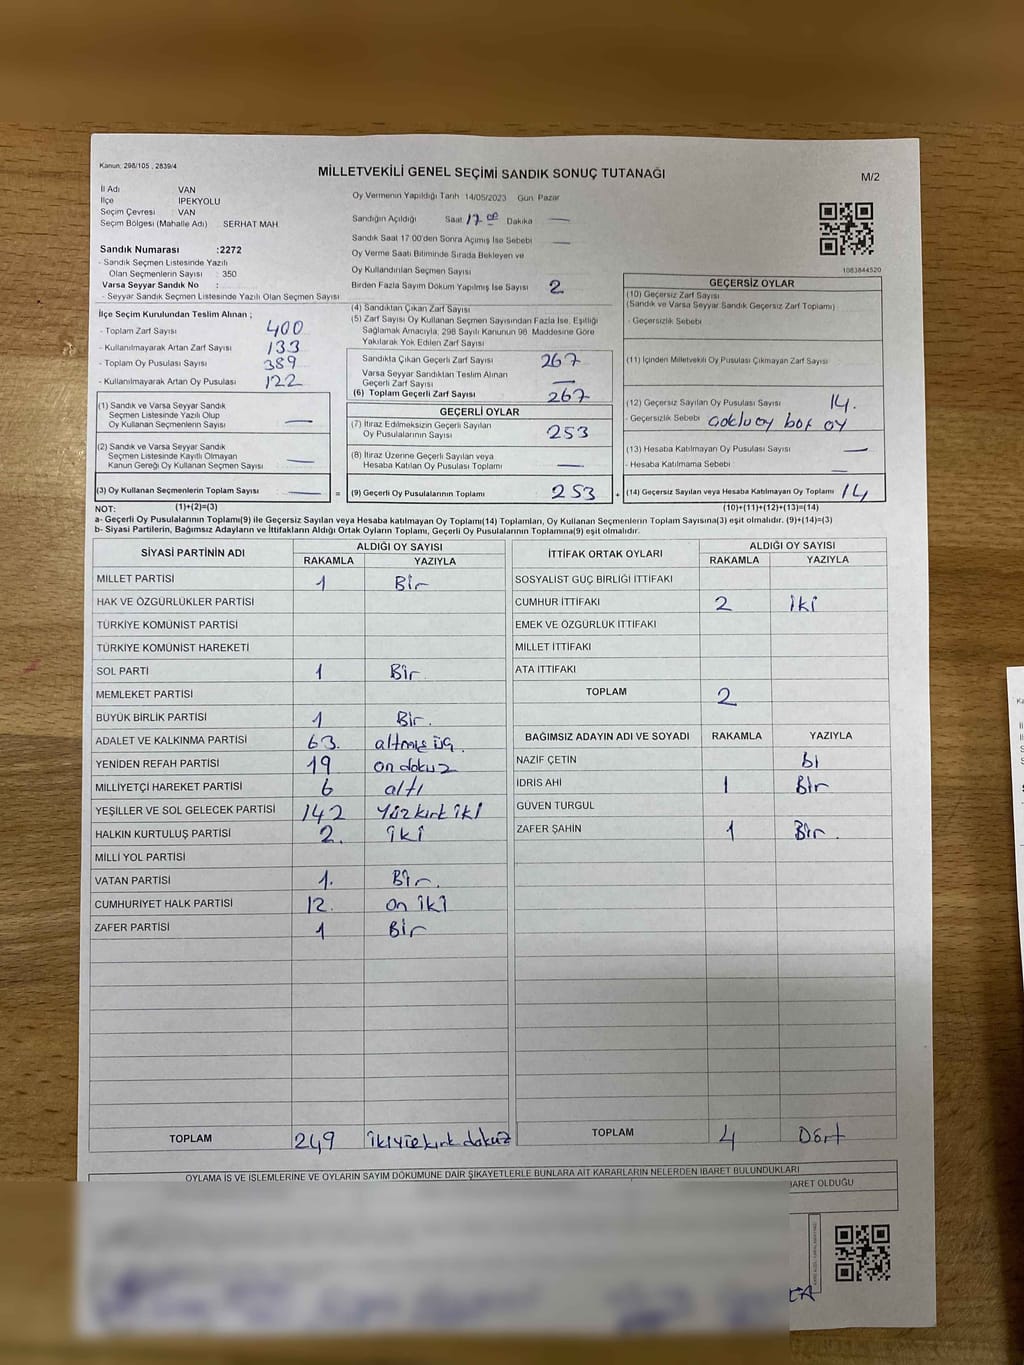 Kanun, 298/105 , 2839/4
MİLLETVEKİLİ GENEL SEÇİMİ SANDIK SONUÇ TUTANAĞI
M/2
İl Adı VAN
İlçe İPEKYOLU
Seçim Çevresi VAN
Seçim Bölgesi (Mahalle Adı) SERHAT MAH.
Sandık Numarası :2272
- Sandık Seçmen Listesinde Yazılı
Olan Seçmenlerin Sayısı : 350
Varsa Seyyar Sandık No :
- Seyyar Sandık Seçmen Listesinde Yazılı Olan Seçmen Sayısı
İlçe Seçim Kurulundan Teslim Alınan ;
- Toplam Zarf Sayısı 400
- Kullanılmayarak Artan Zarf Sayısı 133
- Toplam Oy Pusulası Sayısı 389
- Kullanılmayarak Artan Oy Pusulası 122
Oy Vermenin Yapıldığı Tarih 14/05/2023 Gün: Pazar
Sandığın Açıldığı Saat 17 00 Dakika —
Sandık Saat 17:00'den Sonra Açılmış İse Sebebi —
Oy Verme Saati Bitiminde Sırada Bekleyen ve
Oy Kullandırılan Seçmen Sayısı
Birden Fazla Sayım Döküm Yapılmış İse Sayısı 2
(4) Sandıktan Çıkan Zarf Sayısı
(5) Zarf Sayısı Oy Kullanan Seçmen Sayısından Fazla İse, Eşitliği
Sağlamak Amacıyla, 298 Sayılı Kanunun 98. Maddesine Göre
Yakılarak Yok Edilen Zarf Sayısı
Sandıkta Çıkan Geçerli Zarf Sayısı 267
Varsa Seyyar Sandıktan Teslim Alınan
Geçerli Zarf Sayısı —
(6) Toplam Geçerli Zarf Sayısı 267
1083844520
GEÇERSİZ OYLAR
(10) Geçersiz Zarf Sayısı
(Sandık ve Varsa Seyyar Sandık Geçersiz Zarf Toplamı)
- Geçersizlik Sebebi
(11) İçinden Milletvekili Oy Pusulası Çıkmayan Zarf Sayısı
(12) Geçersiz Sayılan Oy Pusulası Sayısı 14.
- Geçersizlik Sebebi oy
(13) Hesaba Katılmayan Oy Pusulası Sayısı —
- Hesaba Katılmama Sebebi —
(14) Geçersiz Sayılan veya Hesaba Katılmayan Oy Toplamı 14
(10)+(11)+(12)+(13)=(14)
(1) Sandık ve Varsa Seyyar Sandık
Seçmen Listesinde Yazılı Olup
Oy Kullanan Seçmenlerin Sayısı —
(2) Sandık ve Varsa Seyyar Sandık
Seçmen Listesinde Kayıtlı Olmayan
Kanun Gereği Oy Kullanan Seçmen Sayısı —
(3) Oy Kullanan Seçmenlerin Toplam Sayısı — =
(1)+(2)=(3)
GEÇERLİ OYLAR
(7) İtiraz Edilmeksizin Geçerli Sayılan
Oy Pusulalarının Sayısı 253
(8) İtiraz Üzerine Geçerli Sayılan veya
Hesaba Katılan Oy Pusulası Toplamı —
(9) Geçerli Oy Pusulalarının Toplamı 253 +
NOT:
a- Geçerli Oy Pusulalarının Toplamı(9) ile Geçersiz Sayılan veya Hesaba katılmayan Oy Toplamı(14) Toplamları, Oy Kullanan Seçmenlerin Toplam Sayısına(3) eşit olmalıdır. (9)+(14)=(3)
b- Siyasi Partilerin, Bağımsız Adayların ve İttifakların Aldığı Ortak Oyların Toplamı, Geçerli Oy Pusulalarının Toplamına(9) eşit olmalıdır.
SİYASİ PARTİNİN ADI ALDIĞI OY SAYISI
RAKAMLA YAZIYLA
MİLLET PARTİSİ 1 Bir
HAK VE ÖZGÜRLÜKLER PARTİSİ
TÜRKİYE KOMÜNİST PARTİSİ
TÜRKİYE KOMÜNİST HAREKETİ
SOL PARTİ 1 Bir
MEMLEKET PARTİSİ
BÜYÜK BİRLİK PARTİSİ 1 Bir.
ADALET VE KALKINMA PARTİSİ 63. altmış üç.
YENİDEN REFAH PARTİSİ 19 on dokuz
MİLLİYETÇİ HAREKET PARTİSİ 6 altı
YEŞİLLER VE SOL GELECEK PARTİSİ 142 Yüz kırk iki
HALKIN KURTULUŞ PARTİSİ 2. iki
MİLLİ YOL PARTİSİ
VATAN PARTİSİ 1. Bir.
CUMHURİYET HALK PARTİSİ 12. on iki
ZAFER PARTİSİ 1 Bir
TOPLAM 249
İTTİFAK ORTAK OYLARI ALDIĞI OY SAYISI
RAKAMLA YAZIYLA
SOSYALİST GÜÇ BİRLİĞİ İTTİFAKI
CUMHUR İTTİFAKI 2 iki
EMEK VE ÖZGÜRLÜK İTTİFAKI
MİLLET İTTİFAKI
ATA İTTİFAKI
TOPLAM 2
BAĞIMSIZ ADAYIN ADI VE SOYADI RAKAMLA YAZIYLA
NAZİF ÇETİN bi
İDRİS AHİ 1 Bir
GÜVEN TURGUL
ZAFER ŞAHİN 1 Bir.
TOPLAM 4 Dört
OYLAMA İŞ VE İŞLEMLERİNE VE OYLARIN SAYIM DÖKÜMÜNE DAİR ŞİKAYETLERLE BUNLARA AİT KARARLARIN NELERDEN İBARET BULUNDUKLARI
BARET OLDUĞU